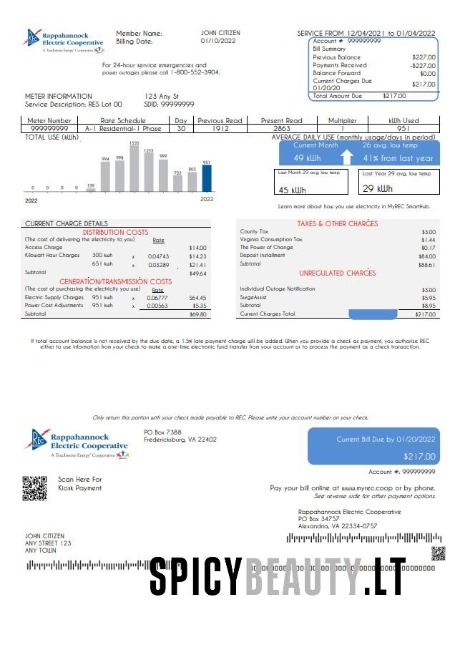 Rappahannock
Electric Cooperative
A Touchstone Energy Cooperative
Member Name: JOHN CITIZEN
Billing Date: 01/10/2022
For 24-hour service emergencies and
power outages please call 1-800-552-3904.
SERVICE FROM 12/04/2021 to 01/04/2022
Account #: 999999999
Bill Summary
Previous Balance $227.00
Payments Received -$227.00
Balance Forward $0.00
Current Charges Due $217.00
01/20/20
Total Amount Due $217.00
METER INFORMATION 123 Any St
Service Description: RES Lot 00 SDID: 99999999
Meter Number Rate Schedule Day Previous Read Present Read Multiplier kWh Used
999999999 A-1 Residential-1 Phase 30 1912 2863 1 951
TOTAL USE (kWh)
2022 2022
AVERAGE DAILY USE (monthly usage/days in period)
Current Month 26 avg. low temp
49 kWh 41% from last year
Last Month 29 avg. low temp
45 kWh
Last Year 29 avg. low temp
29 kWh
Learn more about how you use electricity in MyREC SmartHub.
CURRENT CHARGE DETAILS
DISTRIBUTION COSTS
(The cost of delivering the electricity to you) Rate
Access Charge $14.00
Kilowatt Hour Charges 300 kwh x 0.04743 $14.23
651 kwh x 0.03289 $21.41
Subtotal $49.64
GENERATION/TRANSMISSION COSTS
(The cost of purchasing the electricity you use) Rate
Electric Supply Charges 951 kwh x 0.06777 $64.45
Power Cost Adjustments 951 kwh x 0.00563 $5.35
Subtotal $69.80
TAXES & OTHER CHARGES
County Tax $3.00
Virginia Consumption Tax $1.44
The Power of Change $0.17
Deposit Installment $84.00
Subtotal $88.61
UNREGULATED CHARGES
Individual Outage Notification $3.00
SurgeAssist $5.95
Subtotal $8.95
Current Charges Total $217.00
If total account balance is not received by the due date, a 1.5% late payment charge will be added. When you provide a check as payment, you authorise REC
either to use information from your check to make a one-time electronic fund transfer from your account or to process the payment as a check transaction.
Only return this portion with your check made payable to REC. Please write your account number on your check.
Rappahannock
Electric Cooperative
A Touchstone Energy Cooperative
PO Box 7388
Fredericksburg, VA 22402
Current Bill Due by 01/20/2022
$217.00
Account #: 999999999
Scan Here For
Kiosk Payment
Pay your bill online at www.myrec.coop or by phone.
See reverse side for other payment options.
Rappahannock Electric Cooperative
PO Box 34757
Alexandria, VA 22334-0757
JOHN CITIZEN
ANY STREET 123
ANY TOWN
SPICYBEAUTY.LT